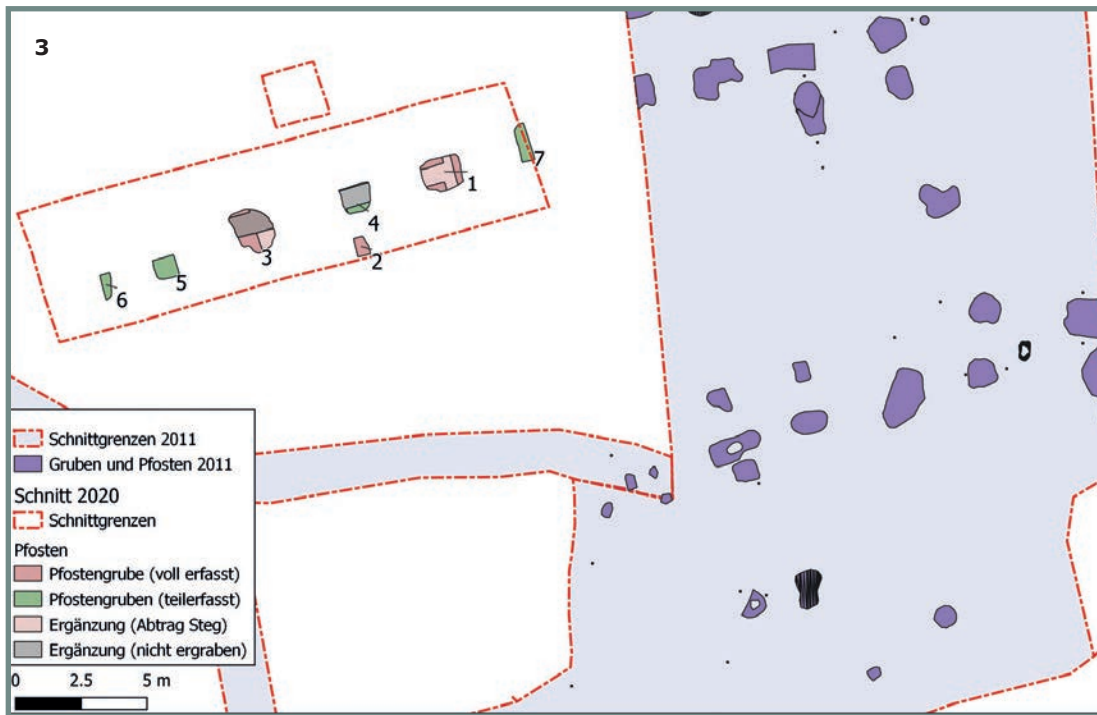 3
7
1
4
2
3
5
6
Schnittgrenzen 2011
Gruben und Pfosten 2011
Schnitt 2020
Schnittgrenzen
Pfosten
Pfostengrube (voll erfasst)
Pfostengruben (teilerfasst)
Ergänzung (Abtrag Steg)
Ergänzung (nicht ergraben)
0 2.5 5 m